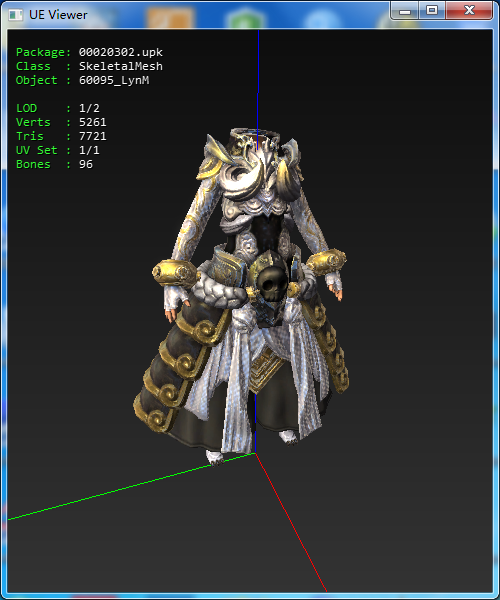 UE Viewer
Package: 00020302.upk
Class : SkeletalMesh
Object : 60095_LynM
LOD : 1/2
Verts : 5261
Tris : 7721
UV Set : 1/1
Bones : 96